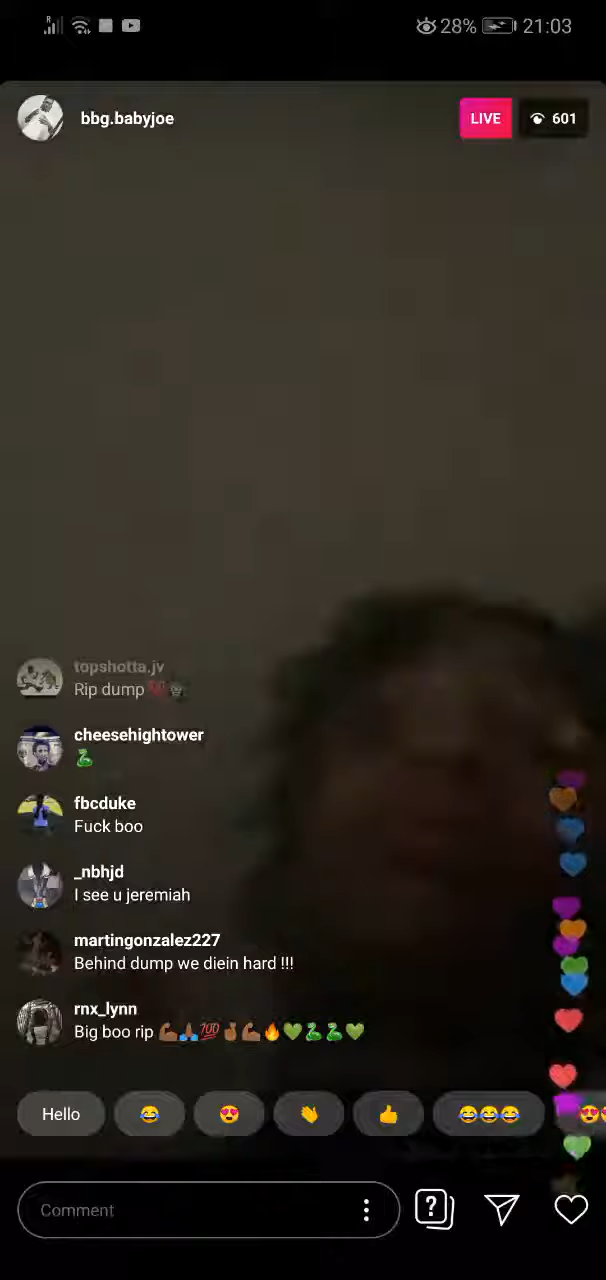 R 28% 21:03
bbg.babyjoe LIVE 601
topshotta.jv
Rip dump 💔
cheesehightower
🐍
fbcduke
Fuck boo
_nbhjd
I see u jeremiah
martingonzalez227
Behind dump we diein hard !!!
rnx_lynn
Big boo rip 💪🏾🙏🏾💯🤞🏾💪🏾🔥💚🐍🐍💚
Hello 😂 😍 👏 👍 😂😂😂 😍
Comment ?